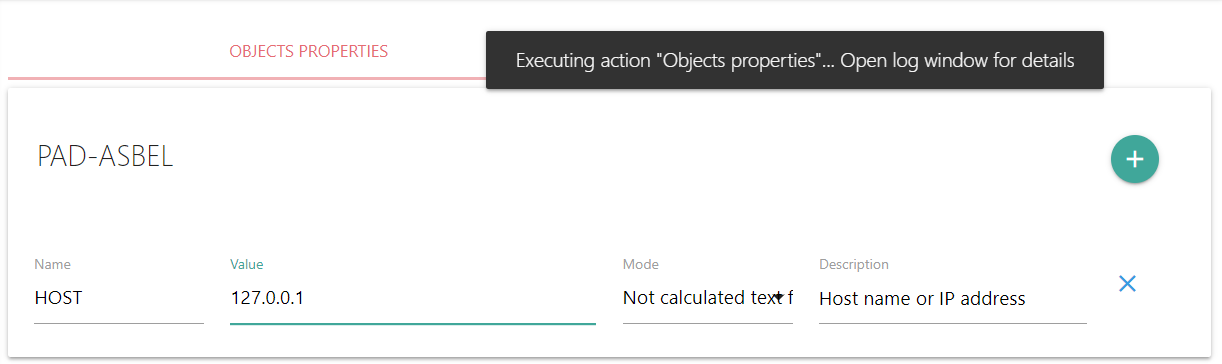 OBJECTS PROPERTIES
Executing action "Objects properties"... Open log window for details
PAD-ASBEL
Name Value Mode Description
HOST 127.0.0.1 Not calculated text f Host name or IP address